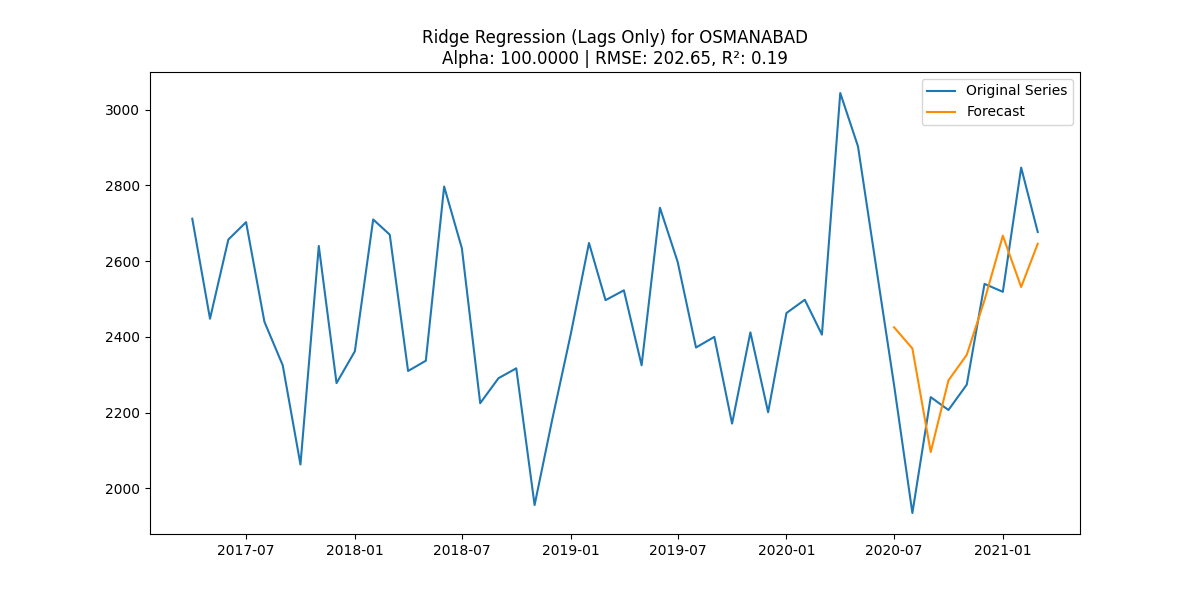 Ridge Regression (Lags Only) for OSMANABAD
Alpha: 100.0000 | RMSE: 202.65, R²: 0.19
Original Series
Forecast
3000
2800
2600
2400
2200
2000
2017-07 2018-01 2018-07 2019-01 2019-07 2020-01 2020-07 2021-01